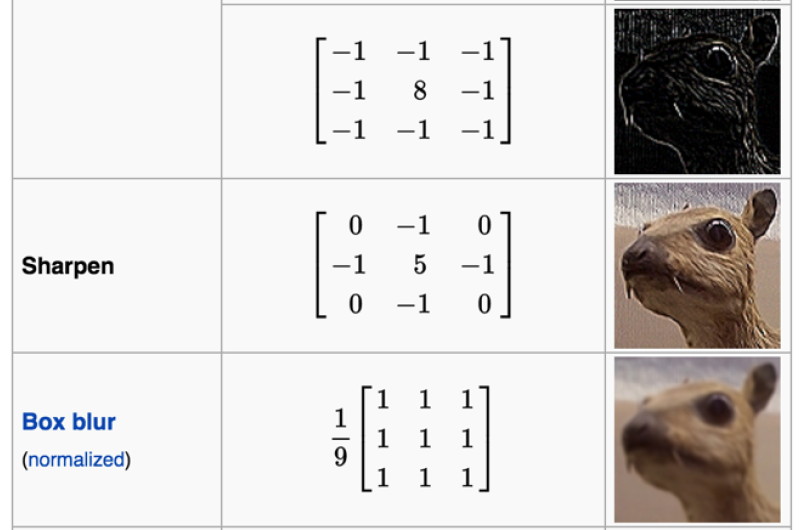 −1 −1 −1
−1 8 −1
−1 −1 −1
Sharpen
0 −1 0
−1 5 −1
0 −1 0
Box blur
(normalized)
1
9
1 1 1
1 1 1
1 1 1